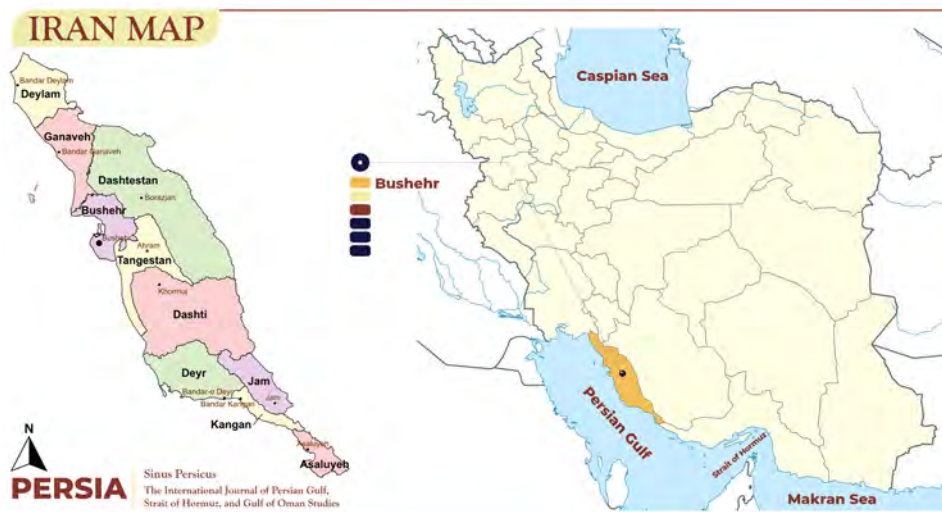 IRAN MAP
Bandar Deylam
Deylam
Ganaveh
Bandar Ganaveh
Dashtestan
Borazjan
Bushehr
Bushehr
Ahram
Tangestan
Khormuj
Dashti
Deyr
Jam
Bandar-e Deyr
Jam
Bandar Kangan
Kangan
Asaluyeh
Asaluyeh
N
PERSIA
Sinus Persicus
The International Journal of Persian Gulf,
Strait of Hormuz, and Gulf of Oman Studies
Caspian Sea
Bushehr
Persian Gulf
Strait of Hormuz
Makran Sea